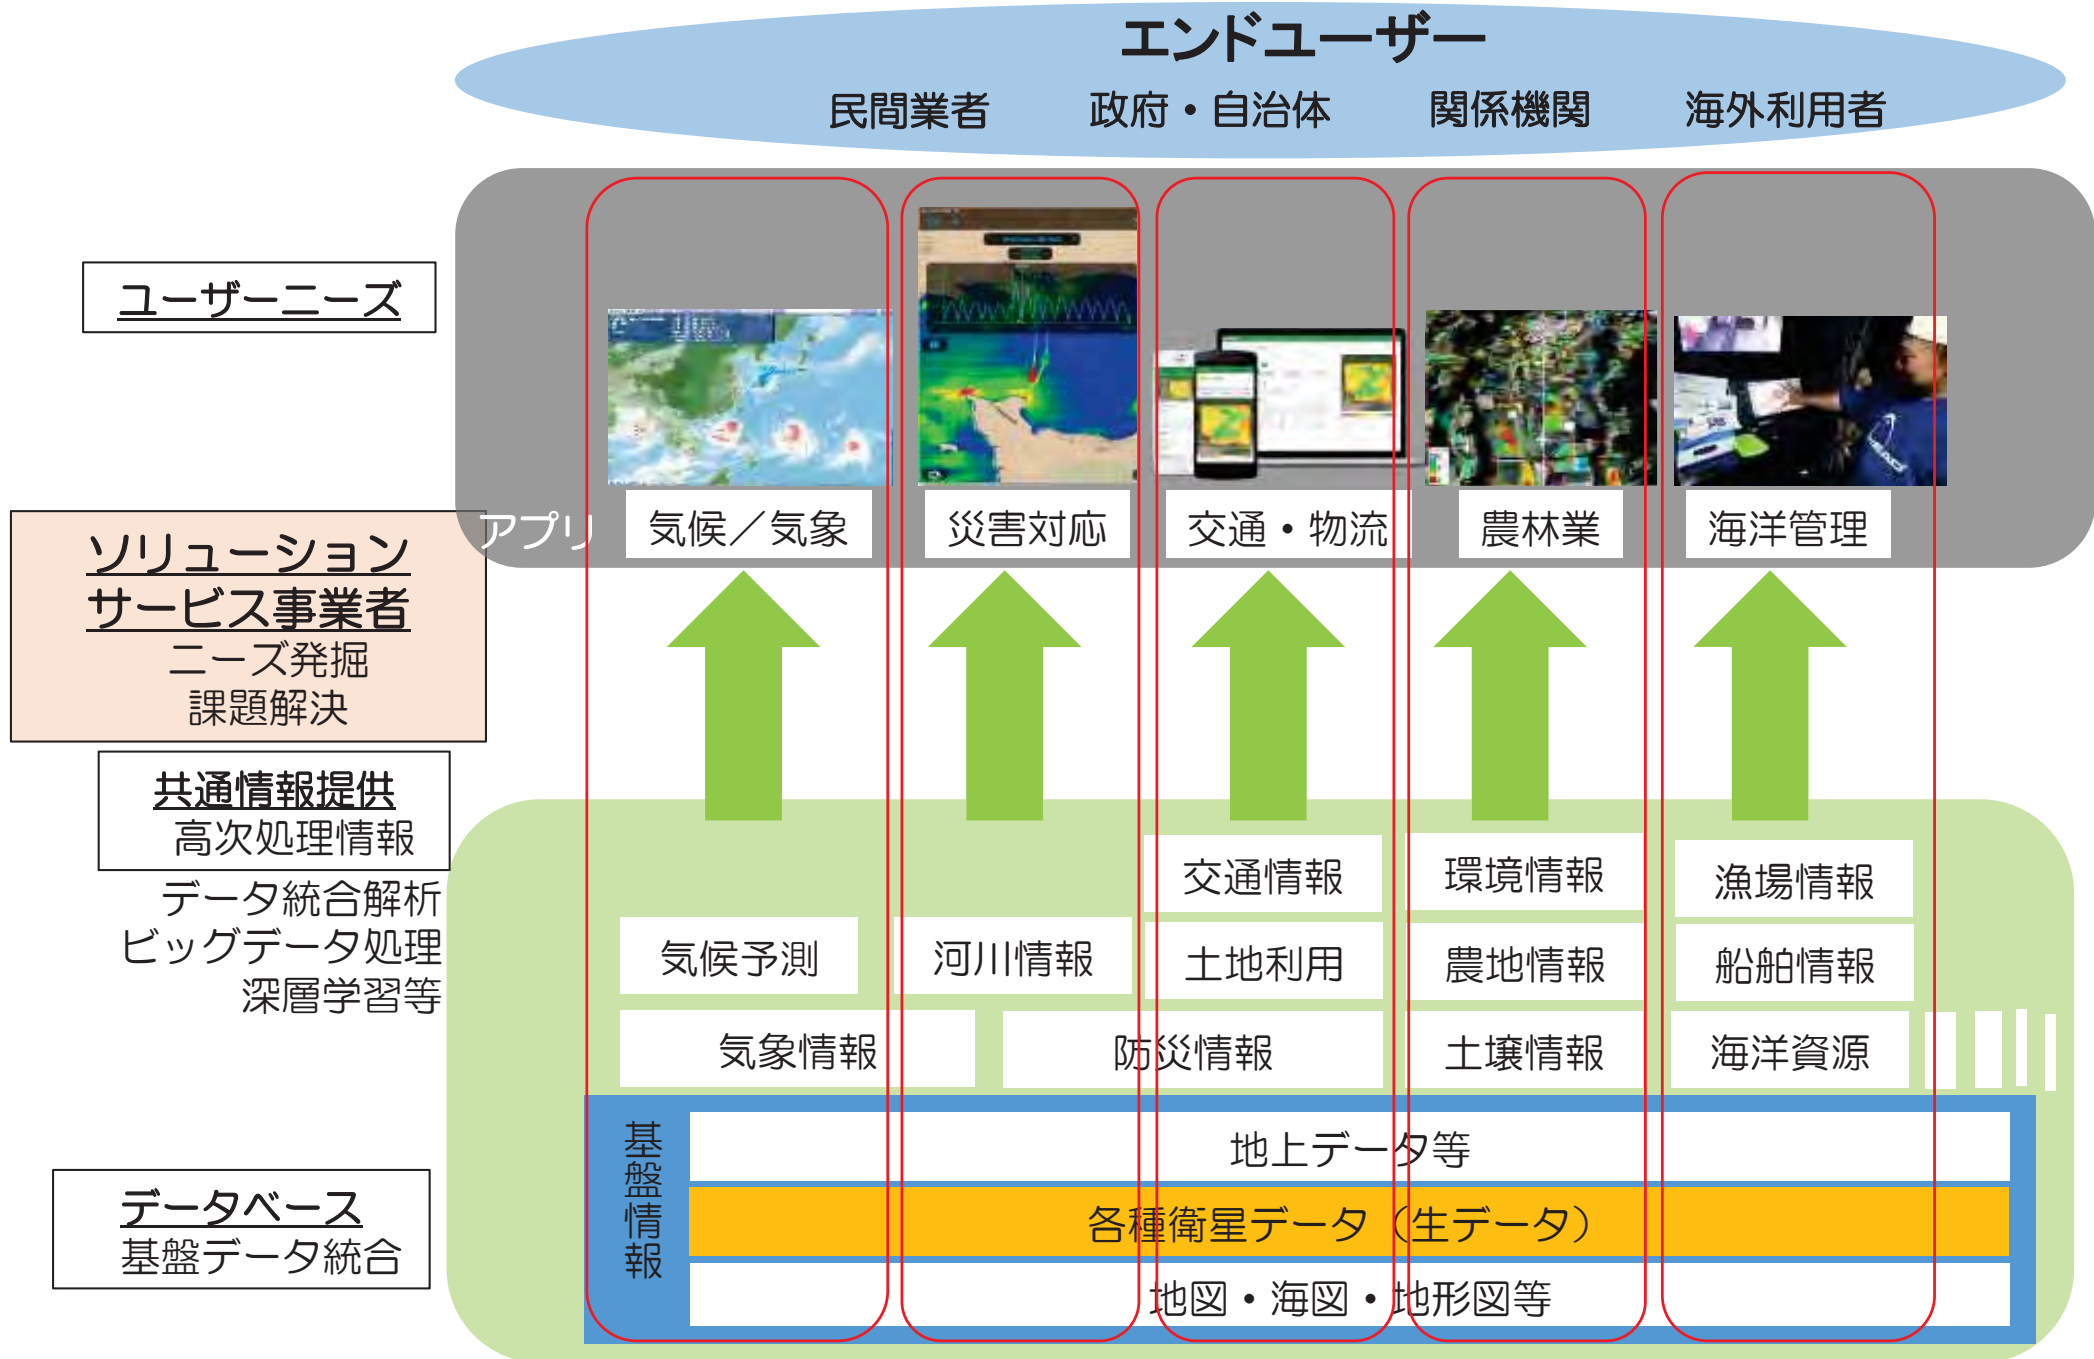 エンドユーザー
民間業者 政府・自治体 関係機関 海外利用者
ユーザーニーズ
アプリ
気候／気象
災害対応
交通・物流
農林業
海洋管理
ソリューション
サービス事業者
ニーズ発掘
課題解決
共通情報提供
高次処理情報
データ統合解析
ビッグデータ処理
深層学習等
交通情報
環境情報
漁場情報
気候予測
河川情報
土地利用
農地情報
船舶情報
気象情報
防災情報
土壌情報
海洋資源
データベース
基盤データ統合
基盤情報
地上データ等
各種衛星データ（生データ）
地図・海図・地形図等